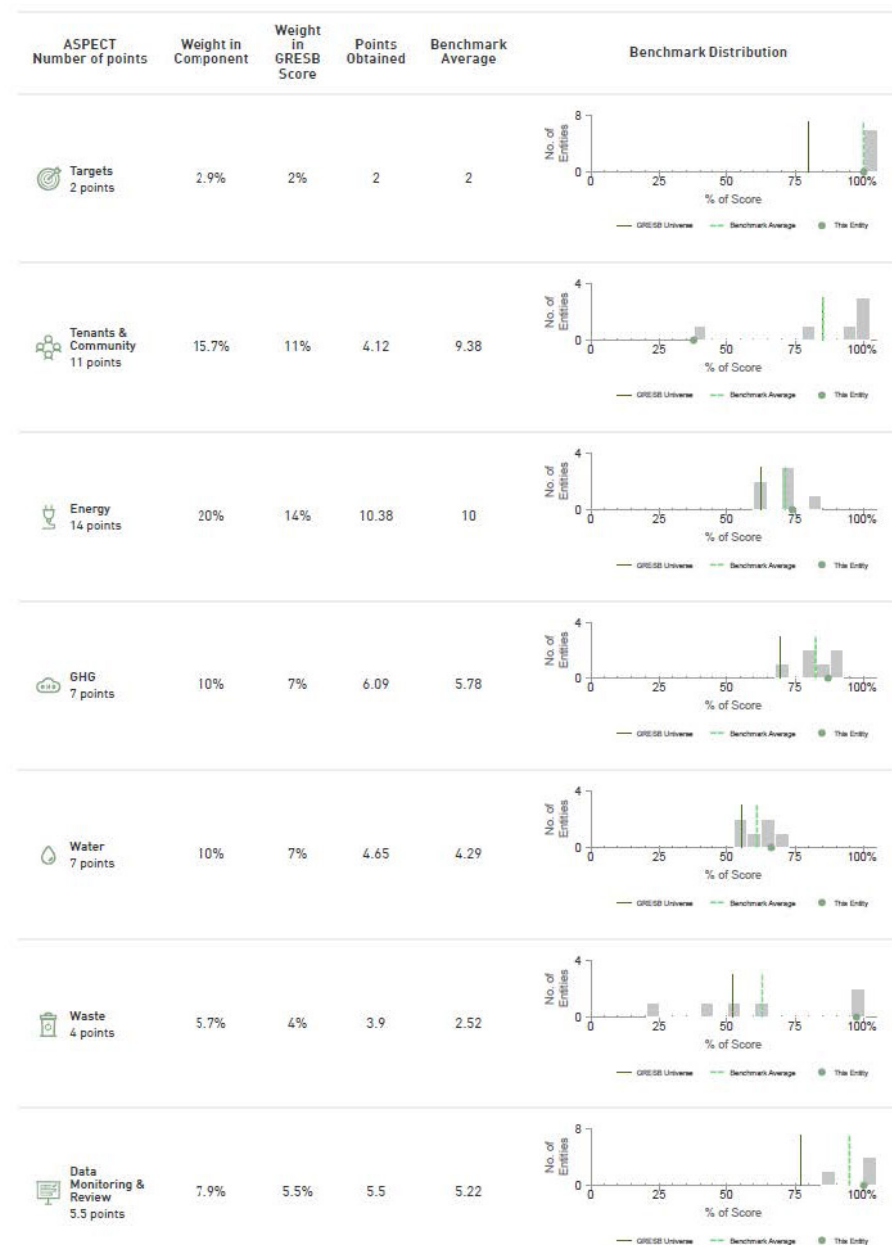 ASPECT
Number of points
Weight in
Component
Weight
in
GRESB
Score
Points
Obtained
Benchmark
Average
Benchmark Distribution
Targets
2 points
2.9%
2%
2
2
No. of
Entities
8
0
0 25 50 75 100%
% of Score
GRESB Universe Benchmark Average This Entity
Tenants &
Community
11 points
15.7%
11%
4.12
9.38
No. of
Entities
4
0
0 25 50 75 100%
% of Score
GRESB Universe Benchmark Average This Entity
Energy
14 points
20%
14%
10.38
10
No. of
Entities
4
0
0 25 50 75 100%
% of Score
GRESB Universe Benchmark Average This Entity
GHG
7 points
10%
7%
6.09
5.78
No. of
Entities
4
0
0 25 50 75 100%
% of Score
GRESB Universe Benchmark Average This Entity
Water
7 points
10%
7%
4.65
4.29
No. of
Entities
4
0
0 25 50 75 100%
% of Score
GRESB Universe Benchmark Average This Entity
Waste
4 points
5.7%
4%
3.9
2.52
No. of
Entities
4
0
0 25 50 75 100%
% of Score
GRESB Universe Benchmark Average This Entity
Data
Monitoring &
Review
5.5 points
7.9%
5.5%
5.5
5.22
No. of
Entities
8
0
0 25 50 75 100%
% of Score
GRESB Universe Benchmark Average This Entity